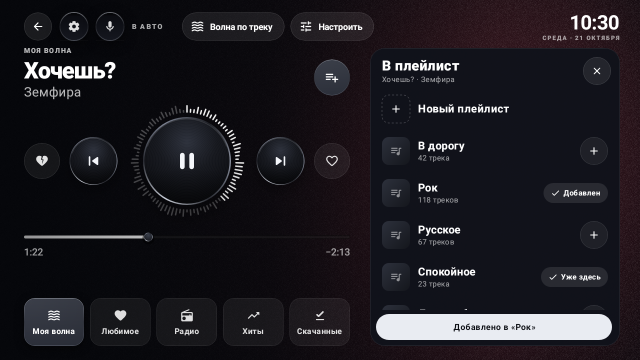 В АВТО
Волна по треку
Настроить
10:30
СРЕДА · 21 ОКТЯБРЯ
МОЯ ВОЛНА
Хочешь?
Земфира
1:22
−2:13
Моя волна
Любимое
Радио
Хиты
Скачанные
В плейлист
Хочешь? · Земфира
Новый плейлист
В дорогу
42 трека
Рок
118 треков
Добавлен
Русское
67 треков
Спокойное
23 трека
Уже здесь
Добавлено в «Рок»